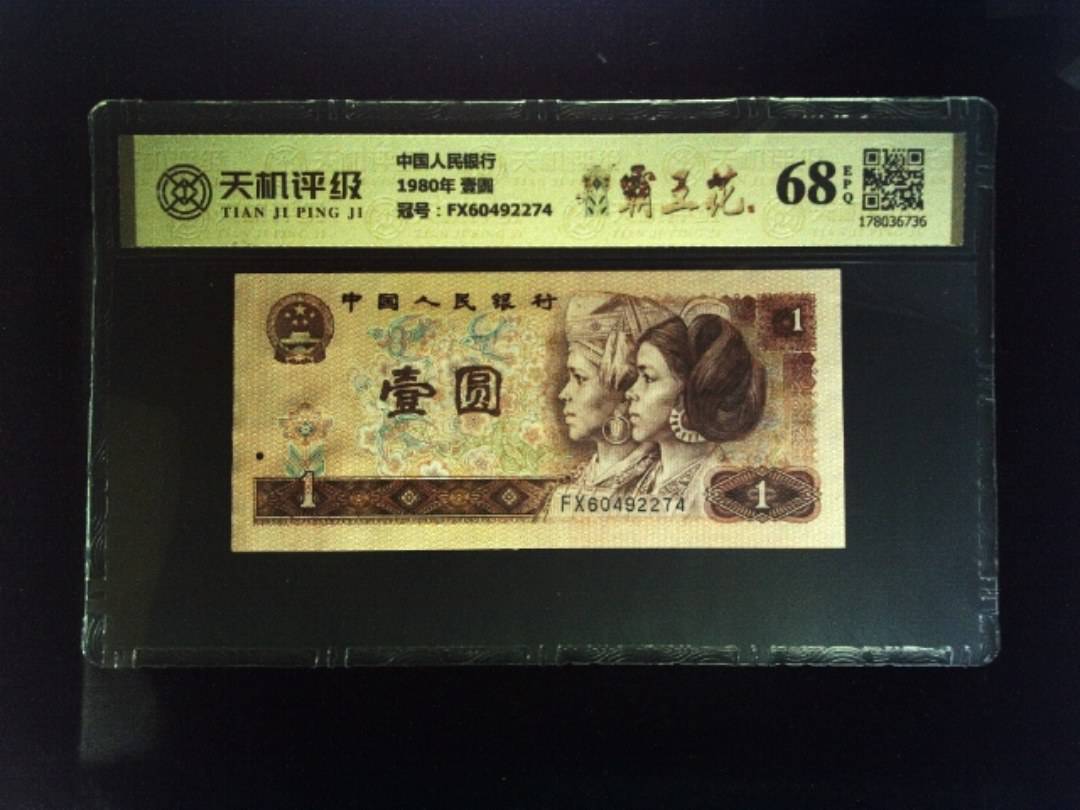 天机评级
TIAN JI PING JI
中国人民银行
1980年 壹圆
冠号：FX60492274
霸王花
68
EPQ
178036736
中国人民银行
1
壹圆
1
FX60492274
1